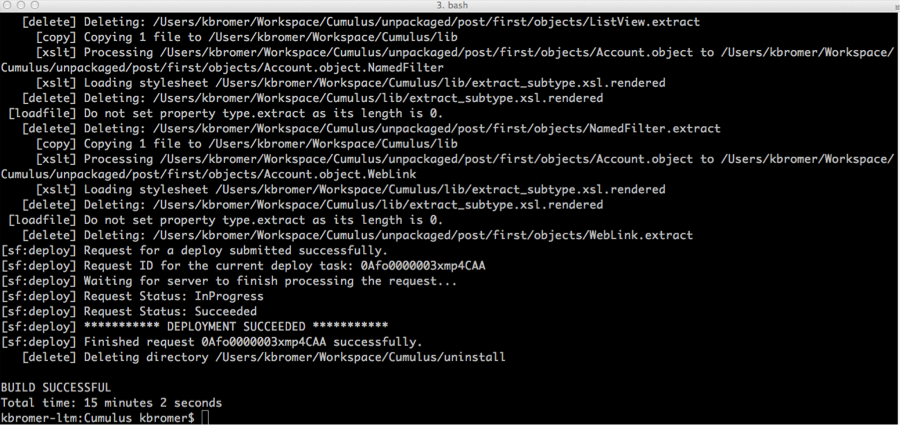 3. bash
[delete] Deleting: /Users/kbromer/Workspace/Cumulus/unpackaged/post/first/objects/ListView.extract
[copy] Copying 1 file to /Users/kbromer/Workspace/Cumulus/lib
[xslt] Processing /Users/kbromer/Workspace/Cumulus/unpackaged/post/first/objects/Account.object to /Users/kbromer/Workspace/
Cumulus/unpackaged/post/first/objects/Account.object.NamedFilter
[xslt] Loading stylesheet /Users/kbromer/Workspace/Cumulus/lib/extract_subtype.xsl.rendered
[delete] Deleting: /Users/kbromer/Workspace/Cumulus/lib/extract_subtype.xsl.rendered
[loadfile] Do not set property type.extract as its length is 0.
[delete] Deleting: /Users/kbromer/Workspace/Cumulus/unpackaged/post/first/objects/NamedFilter.extract
[copy] Copying 1 file to /Users/kbromer/Workspace/Cumulus/lib
[xslt] Processing /Users/kbromer/Workspace/Cumulus/unpackaged/post/first/objects/Account.object to /Users/kbromer/Workspace/
Cumulus/unpackaged/post/first/objects/Account.object.WebLink
[xslt] Loading stylesheet /Users/kbromer/Workspace/Cumulus/lib/extract_subtype.xsl.rendered
[delete] Deleting: /Users/kbromer/Workspace/Cumulus/lib/extract_subtype.xsl.rendered
[loadfile] Do not set property type.extract as its length is 0.
[delete] Deleting: /Users/kbromer/Workspace/Cumulus/unpackaged/post/first/objects/WebLink.extract
[sf:deploy] Request for a deploy submitted successfully.
[sf:deploy] Request ID for the current deploy task: 0Afo0000003xmp4CAA
[sf:deploy] Waiting for server to finish processing the request...
[sf:deploy] Request Status: InProgress
[sf:deploy] Request Status: Succeeded
[sf:deploy] *********** DEPLOYMENT SUCCEEDED ***********
[sf:deploy] Finished request 0Afo0000003xmp4CAA successfully.
[delete] Deleting directory /Users/kbromer/Workspace/Cumulus/uninstall
BUILD SUCCESSFUL
Total time: 15 minutes 2 seconds
kbromer-ltm:Cumulus kbromer$